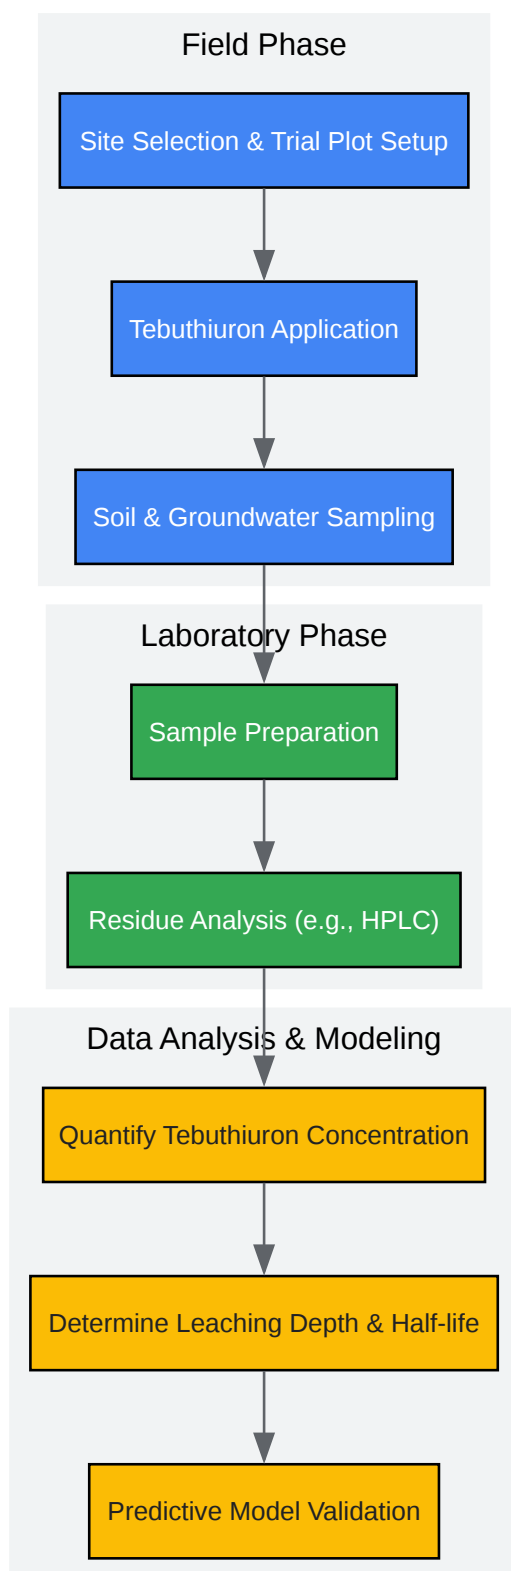 Field Phase
Site Selection & Trial Plot Setup
Tebuthiuron Application
Soil & Groundwater Sampling
Laboratory Phase
Sample Preparation
Residue Analysis (e.g., HPLC)
Data Analysis & Modeling
Quantify Tebuthiuron Concentration
Determine Leaching Depth & Half-life
Predictive Model Validation